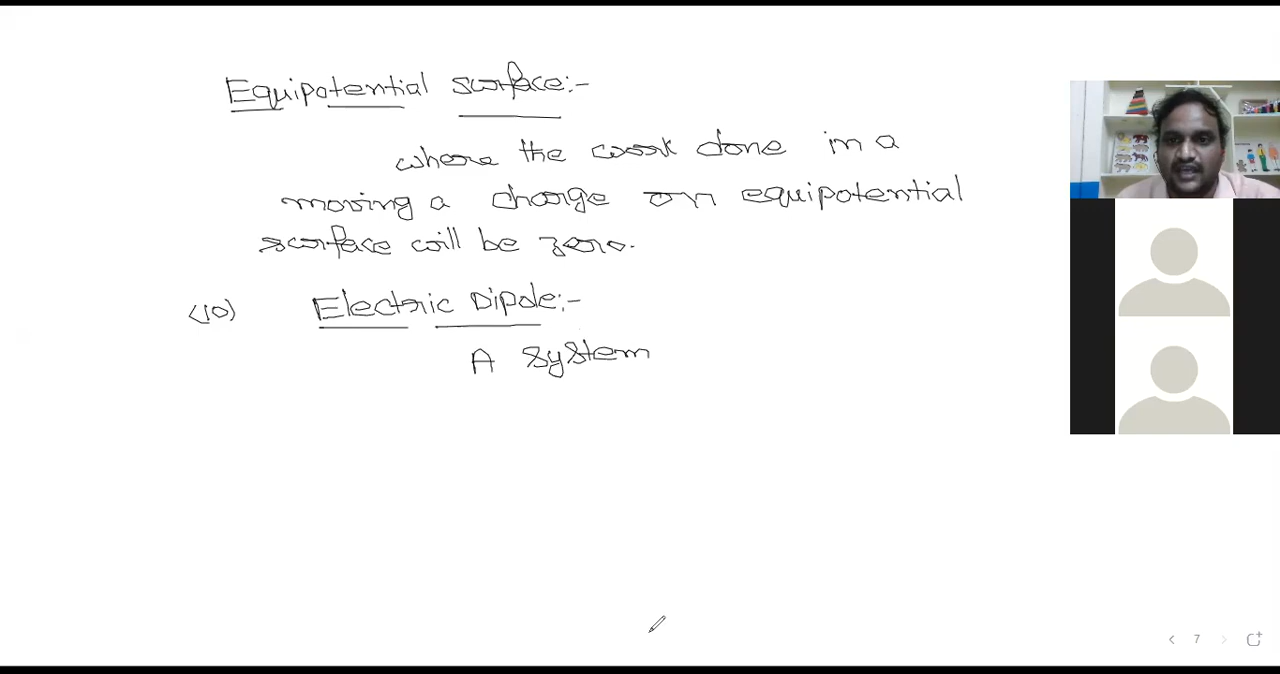 Equipotential surface:-
where the work done in a
moving a charge on equipotential
surface will be zero.
(10) Electric Dipole:-
A system
7